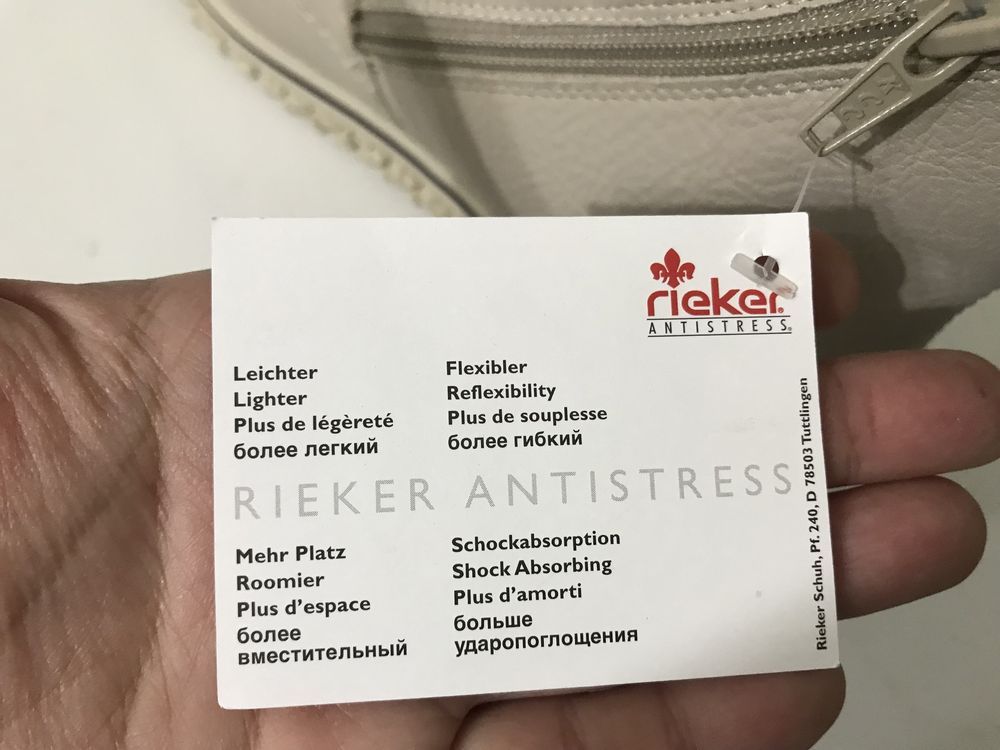 rieker®
ANTISTRESS®
Leichter
Lighter
Plus de légèreté
более легкий
Flexibler
Reflexibility
Plus de souplesse
более гибкий
RIEKER ANTISTRESS
Mehr Platz
Roomier
Plus d'espace
более
вместительный
Schockabsorption
Shock Absorbing
Plus d'amorti
больше
ударопоглощения
Rieker Schuh, Pf. 240, D 78503 Tuttlingen